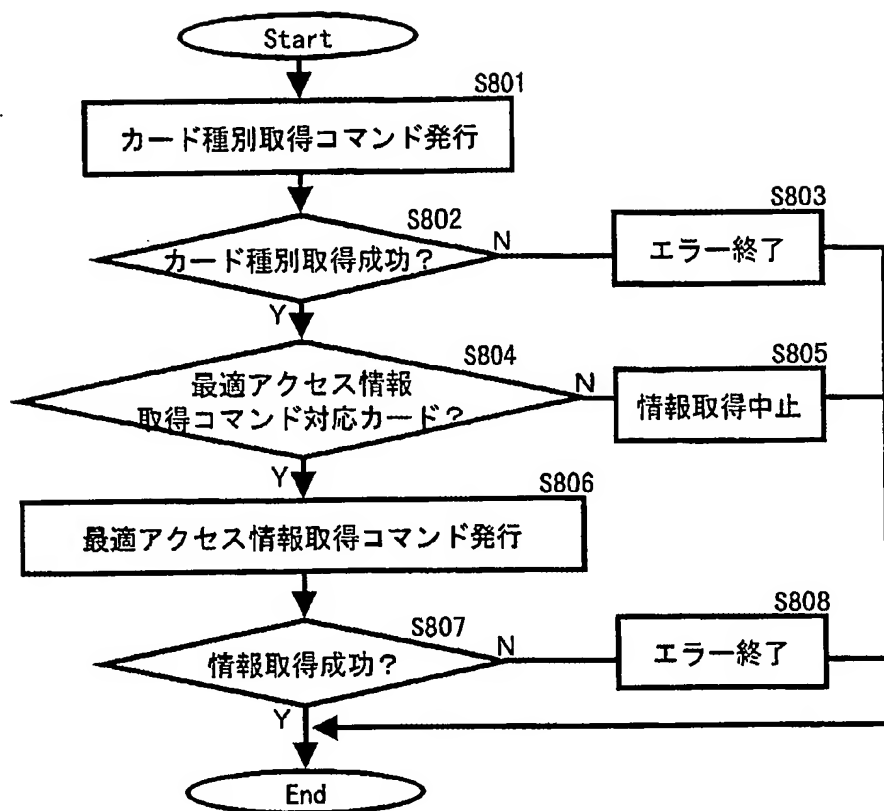 Start
S801
カード種別取得コマンド発行
S802
カード種別取得成功？
N
S803
エラー終了
Y
S804
最適アクセス情報
取得コマンド対応カード？
N
S805
情報取得中止
Y
S806
最適アクセス情報取得コマンド発行
S807
情報取得成功？
N
S808
エラー終了
Y
End